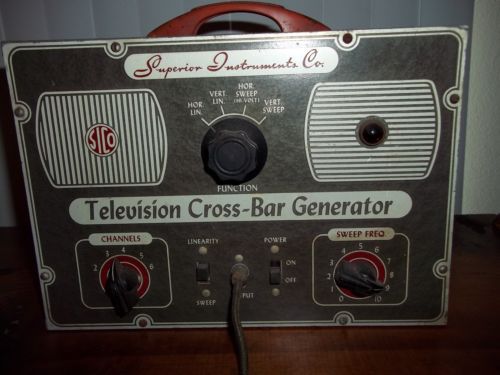 Superior Instruments Co.
SICO
HOR. LIN.
VERT. LIN.
HOR. SWEEP (HI. VOLT)
VERT. SWEEP
FUNCTION
Television Cross-Bar Generator
CHANNELS
2 3 4 5 6
LINEARITY
SWEEP
PUT
POWER
ON
OFF
SWEEP FREQ.
0 1 2 3 4 5 6 7 8 9 10